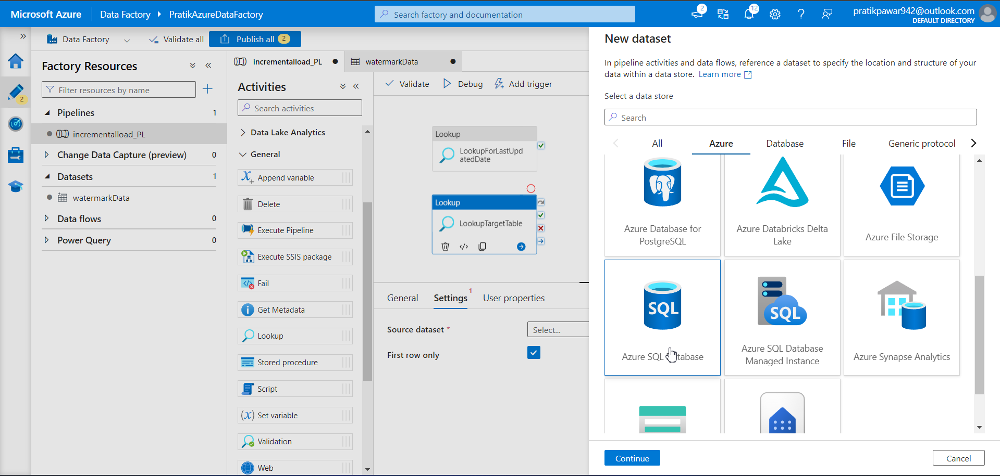 Microsoft Azure
Data Factory
PratikAzureDataFactory
Search factory and documentation
2
12
pratikpawar942@outlook.com
DEFAULT DIRECTORY
Data Factory
Validate all
Publish all
2
2
Factory Resources
Filter resources by name
Pipelines
1
incrementalload_PL
Change Data Capture (preview)
0
Datasets
1
watermarkData
Data flows
0
Power Query
0
incrementalload_PL
watermarkData
Activities
Search activities
Data Lake Analytics
General
Append variable
Delete
Execute Pipeline
Execute SSIS package
Fail
Get Metadata
Lookup
Stored procedure
Script
Set variable
Validation
Web
Validate
Debug
Add trigger
Lookup
LookupForLastUpd
atedDate
Lookup
LookupTargetTable
General
Settings
1
User properties
Source dataset *
Select...
First row only
New dataset
In pipeline activities and data flows, reference a dataset to specify the location and structure of your
data within a data store. Learn more
Select a data store
Search
All
Azure
Database
File
Generic protocol
Azure Database for
PostgreSQL
Azure Databricks Delta
Lake
Azure File Storage
SQL
Azure SQL Database
SQL
Azure SQL Database
Managed Instance
Azure Synapse Analytics
Continue
Cancel